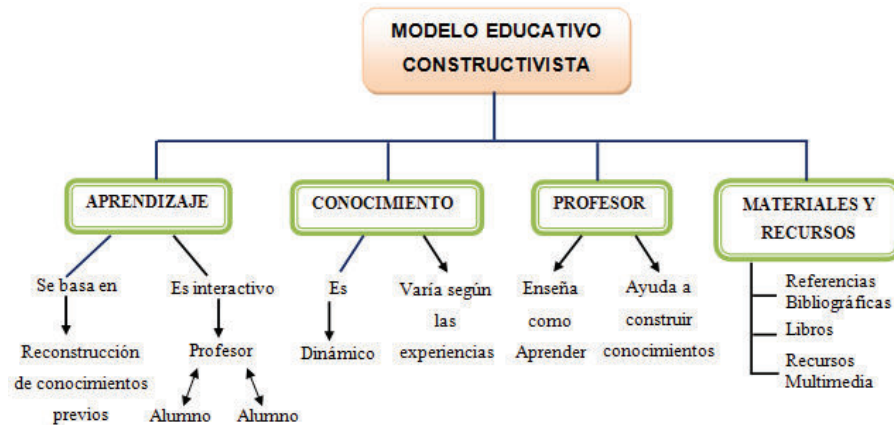 MODELO EDUCATIVO
CONSTRUCTIVISTA
APRENDIZAJE
Se basa en
Reconstrucción
de conocimientos
previos
Es interactivo
Profesor
Alumno
Alumno
CONOCIMIENTO
Es
Dinámico
Varía según
las
experiencias
PROFESOR
Enseña
como
Aprender
Ayuda a
construir
conocimientos
MATERIALES Y
RECURSOS
Referencias
Bibliográficas
Libros
Recursos
Multimedia